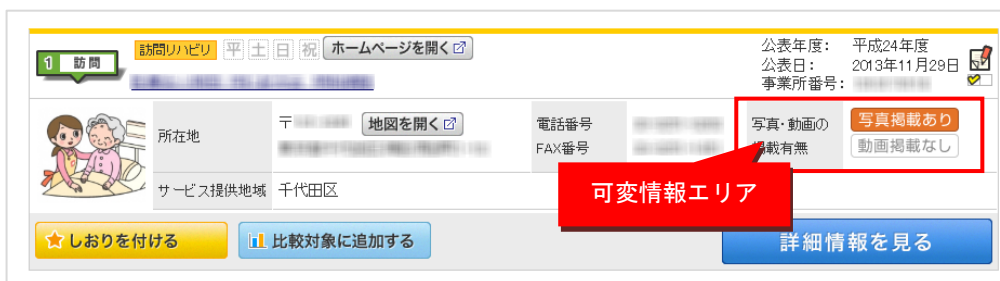 1 訪問
訪問リハビリ 平 土 日 祝 ホームページを開く
公表年度： 平成24年度
公表日： 2013年11月29日
事業所番号：
所在地 〒 地図を開く
電話番号
FAX番号
写真・動画の 写真掲載あり
掲載有無 動画掲載なし
サービス提供地域 千代田区
可変情報エリア
しおりを付ける 比較対象に追加する 詳細情報を見る